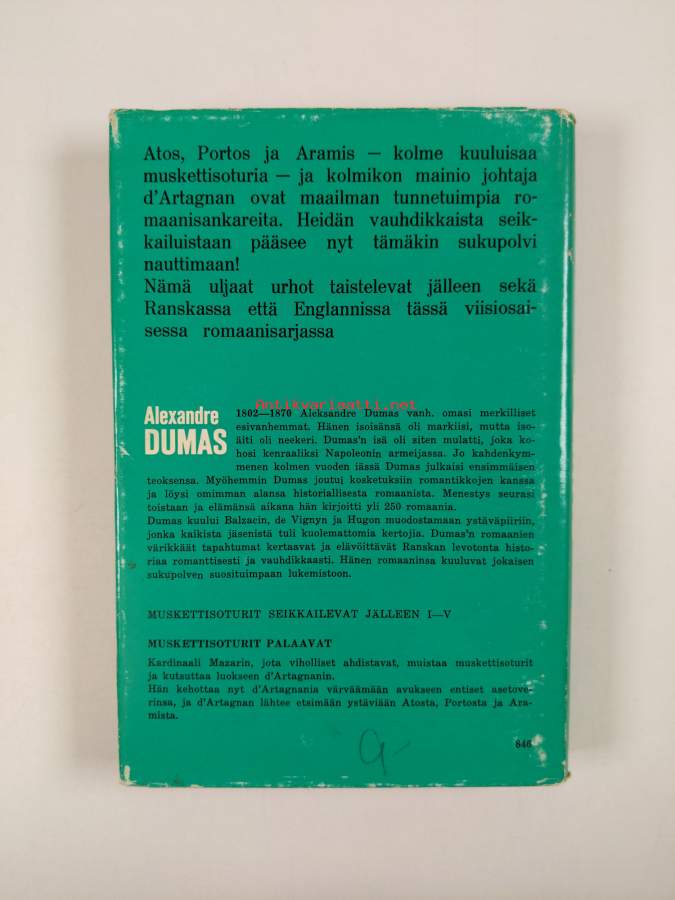 Atos, Portos ja Aramis — kolme kuuluisaa
muskettisoturia — ja kolmikon mainio johtaja
d'Artagnan ovat maailman tunnetuimpia ro-
maanisankareita. Heidän vauhdikkaista seik-
kailuistaan pääsee nyt tämäkin sukupolvi
nauttimaan!
Nämä uljaat urhot taistelevat jälleen sekä
Ranskassa että Englannissa tässä viisiosai-
sessa romaanisarjassa
Antikvariaatti.net
Alexandre
DUMAS
1802—1870 Aleksandre Dumas vanh. omasi merkilliset
esivanhemmat. Hänen isoisänsä oli markiisi, mutta iso-
äiti oli neekeri. Dumas'n isä oli siten mulatti, joka ko-
hosi kenraaliksi Napoleonin armeijassa. Jo kahdenkym-
menen kolmen vuoden iässä Dumas julkaisi ensimmäisen
teoksensa. Myöhemmin Dumas joutui kosketuksiin romantikkojen kanssa
ja löysi omimman alansa historiallisesta romaanista. Menestys seurasi
toistaan ja elämänsä aikana hän kirjoitti yli 250 romaania.
Dumas kuului Balzacin, de Vignyn ja Hugon muodostamaan ystäväpiiriin,
jonka kaikista jäsenistä tuli kuolemattomia kertojia. Dumas'n romaanien
värikkäät tapahtumat kertaavat ja elävöittävät Ranskan levotonta histo-
riaa romanttisesti ja vauhdikkaasti. Hänen romaaninsa kuuluvat jokaisen
sukupolven suosituimpaan lukemistoon.
MUSKETTISOTURIT SEIKKAILEVAT JÄLLEEN I—V
MUSKETTISOTURIT PALAAVAT
Kardinaali Mazarin, jota viholliset ahdistavat, muistaa muskettisoturit
ja kutsuttaa luokseen d'Artagnanin.
Hän kehottaa nyt d'Artagnania värväämään avukseen entiset asetove-
rinsa, ja d'Artagnan lähtee etsimään ystäviään Atosta, Portosta ja Ara-
mista.
846